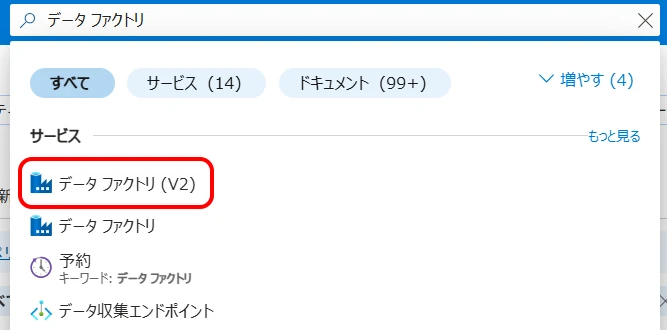 データ ファクトリ
すべて サービス (14) ドキュメント (99+) 増やす (4)
サービス もっと見る
データ ファクトリ (V2)
データ ファクトリ
予約
キーワード: データ ファクトリ
データ収集エンドポイント